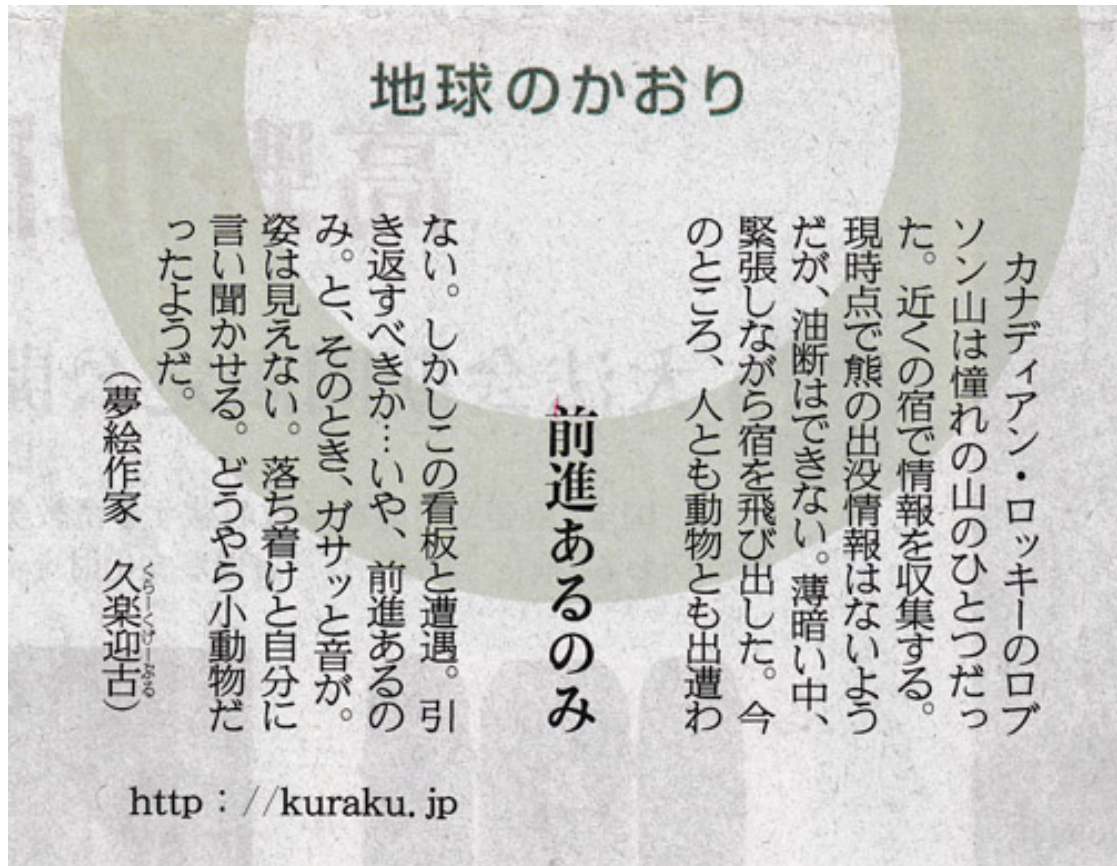 地球のかおり
カナディアン・ロッキーのロブ
ソン山は憧れの山のひとつだっ
た。近くの宿で情報を収集する。
現時点で熊の出没情報はないよう
だが、油断はできない。薄暗い中、
緊張しながら宿を飛び出した。今
のところ、人とも動物とも出遭わ
前進あるのみ
ない。しかしこの看板と遭遇。引
き返すべきか…いや、前進あるの
み。と、そのとき、ガサッと音が。
姿は見えない。落ち着けと自分に
言い聞かせる。どうやら小動物だ
ったようだ。
(夢絵作家 久楽迎古)
くらーくげーぶる
http://kuraku.jp